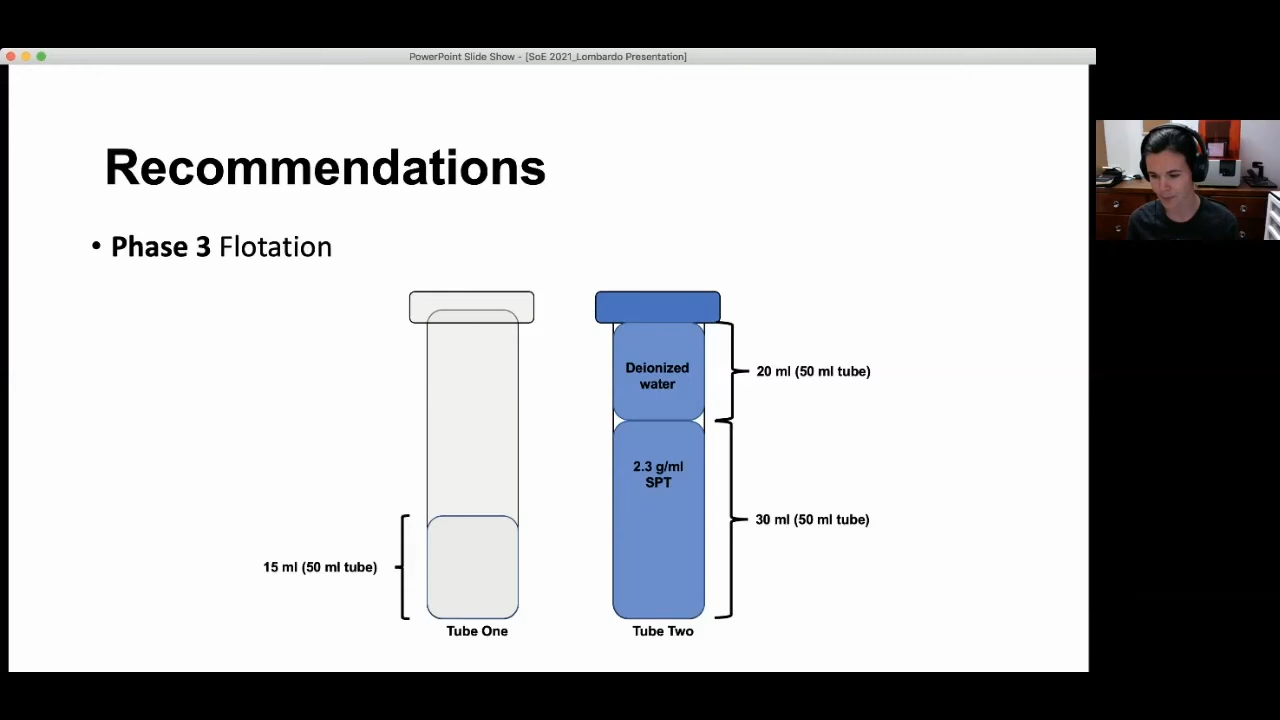 PowerPoint Slide Show - [SoE 2021_Lombardo Presentation]
Recommendations
• Phase 3 Flotation
Deionized
water
20 ml (50 ml tube)
2.3 g/ml
SPT
30 ml (50 ml tube)
15 ml (50 ml tube)
Tube One
Tube Two